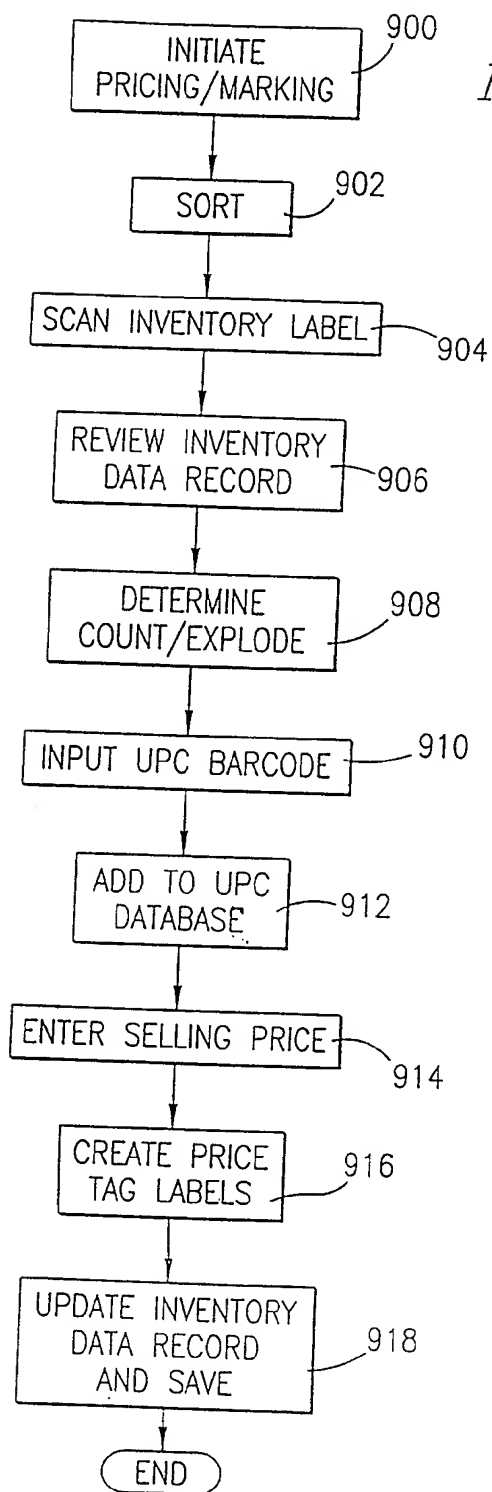 INITIATE
PRICING/MARKING
900
SORT
902
SCAN INVENTORY LABEL
904
REVIEW INVENTORY
DATA RECORD
906
DETERMINE
COUNT/EXPLODE
908
INPUT UPC BARCODE
910
ADD TO UPC
DATABASE
912
ENTER SELLING PRICE
914
CREATE PRICE
TAG LABELS
916
UPDATE INVENTORY
DATA RECORD
AND SAVE
918
END